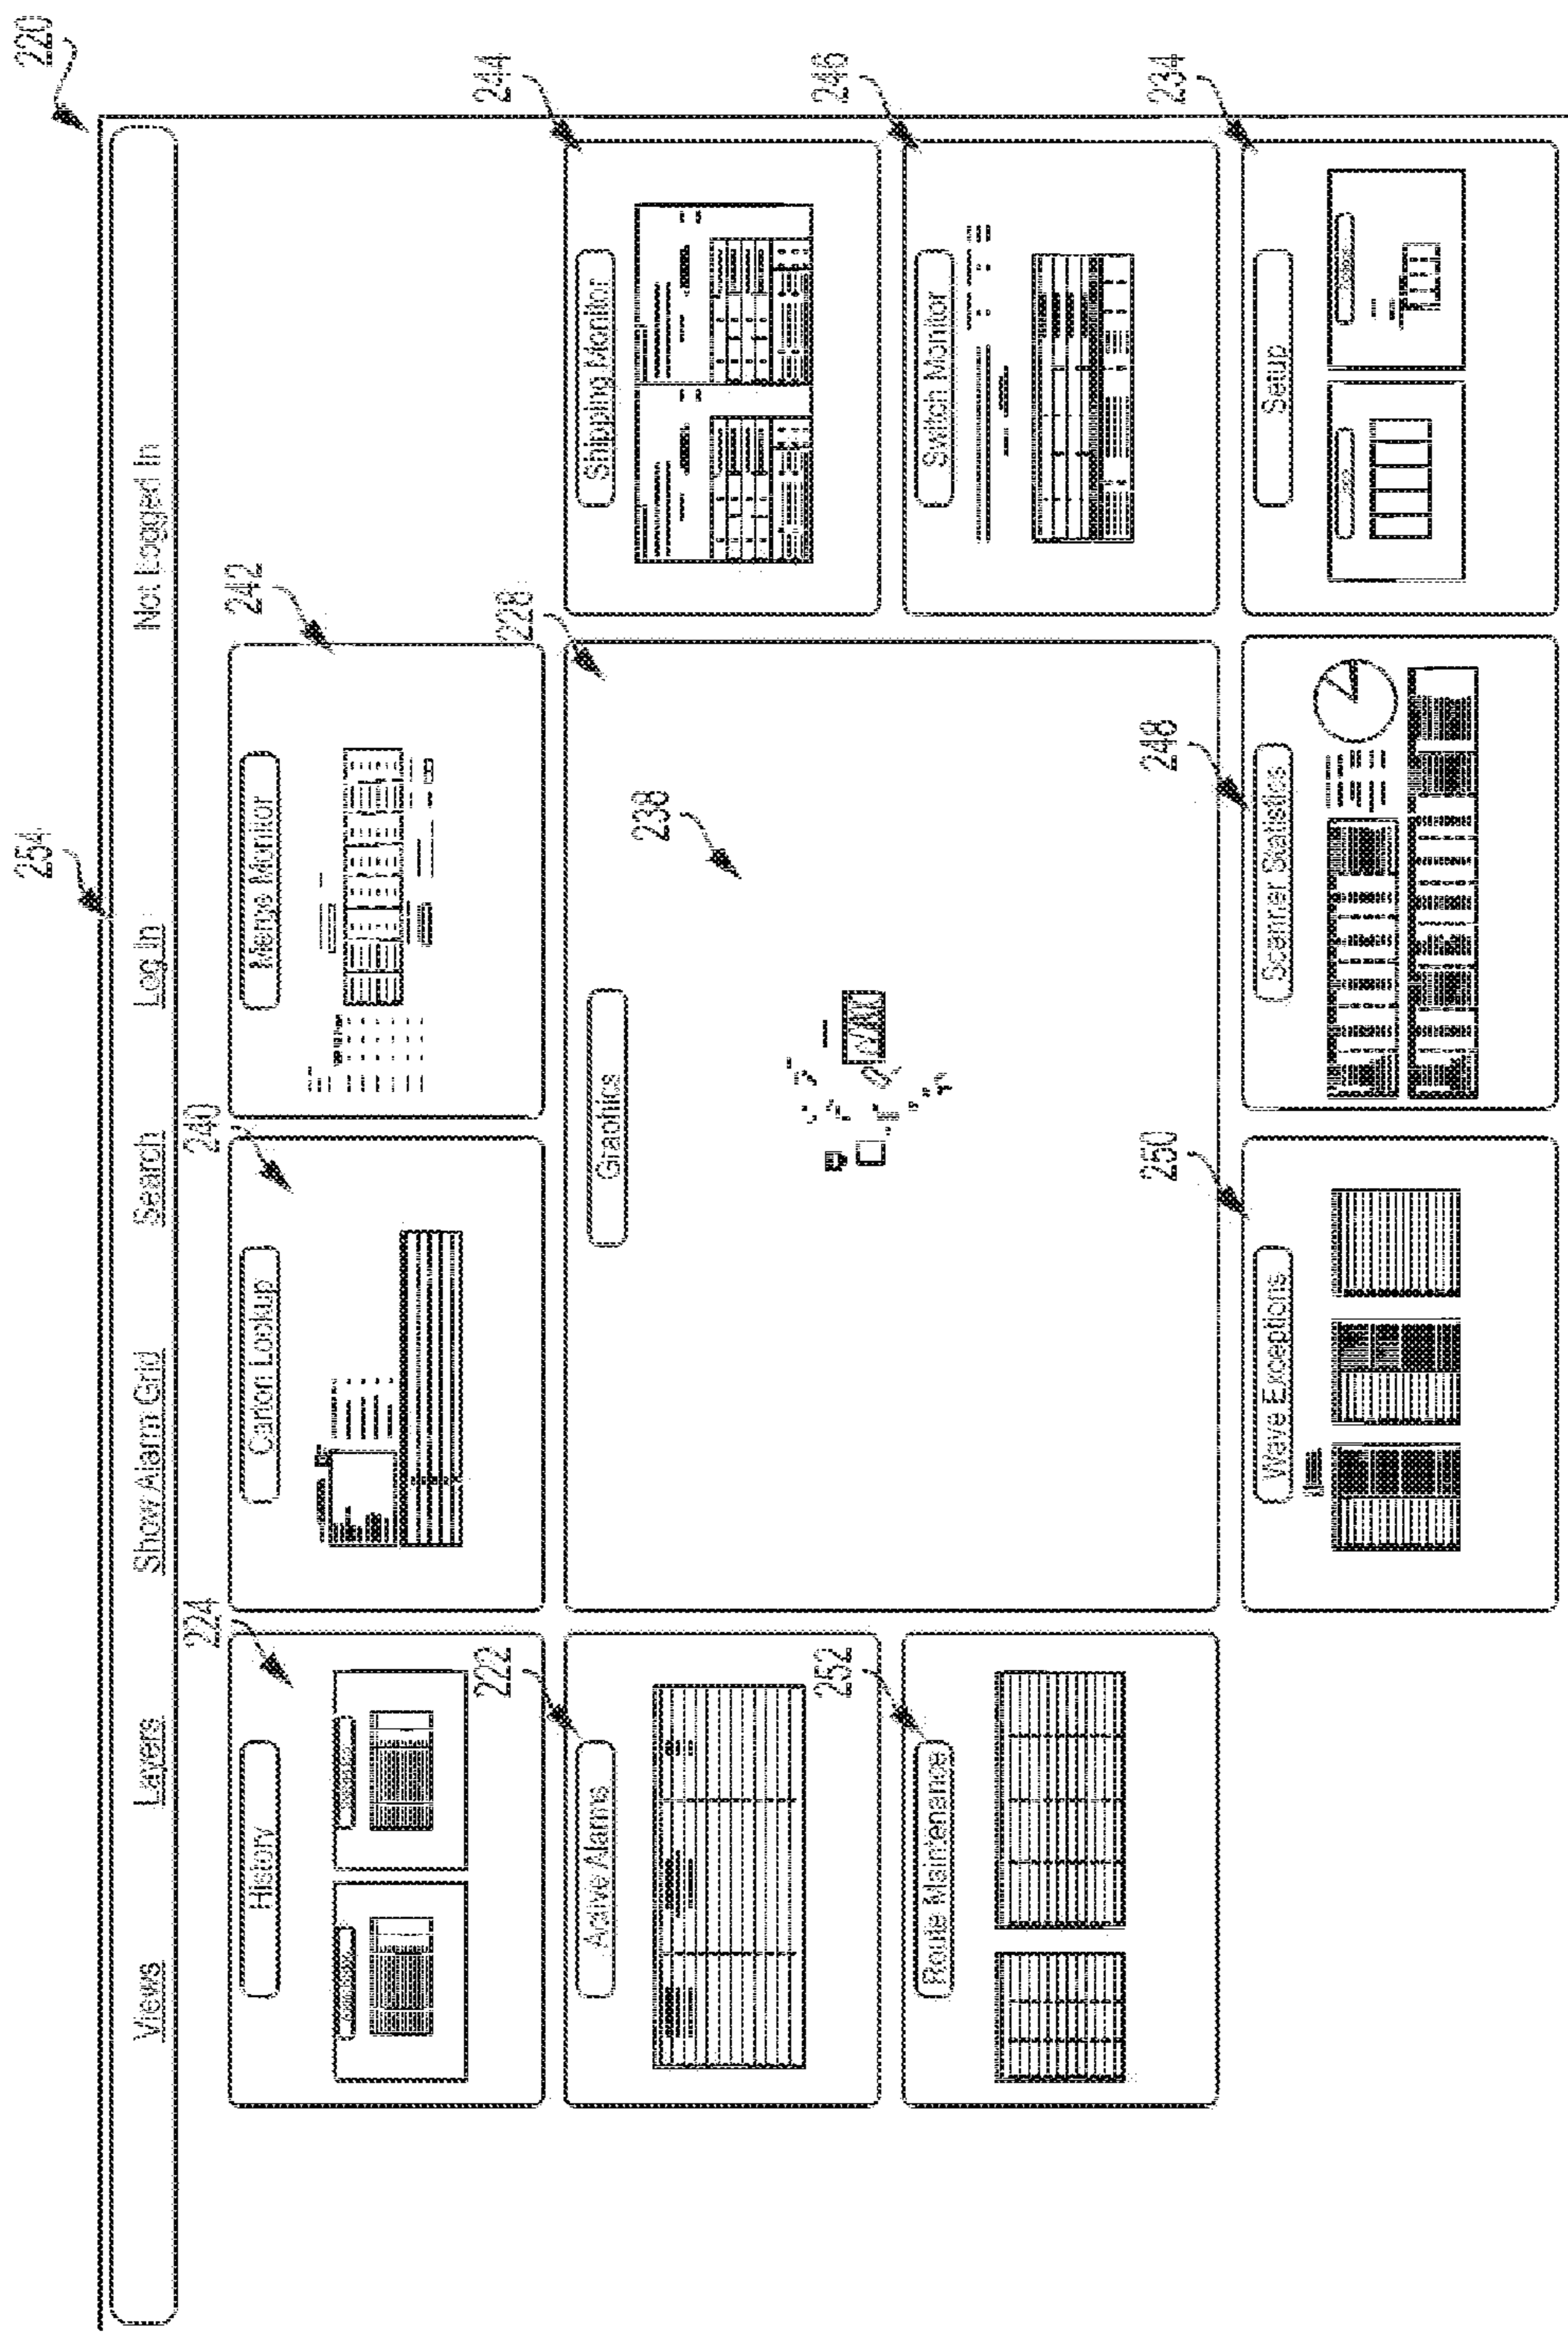 220
254
Views Layers Show Alarm Grid Search Log In Not Logged In
224
240
242
History
Carton Lookup
Merge Monitor
222
228
244
Active Alarms
Graphics
Shipping Monitor
238
252
246
Route Maintenance
Switch Monitor
250
248
234
Wave Exceptions
Scanner Statistics
Setup